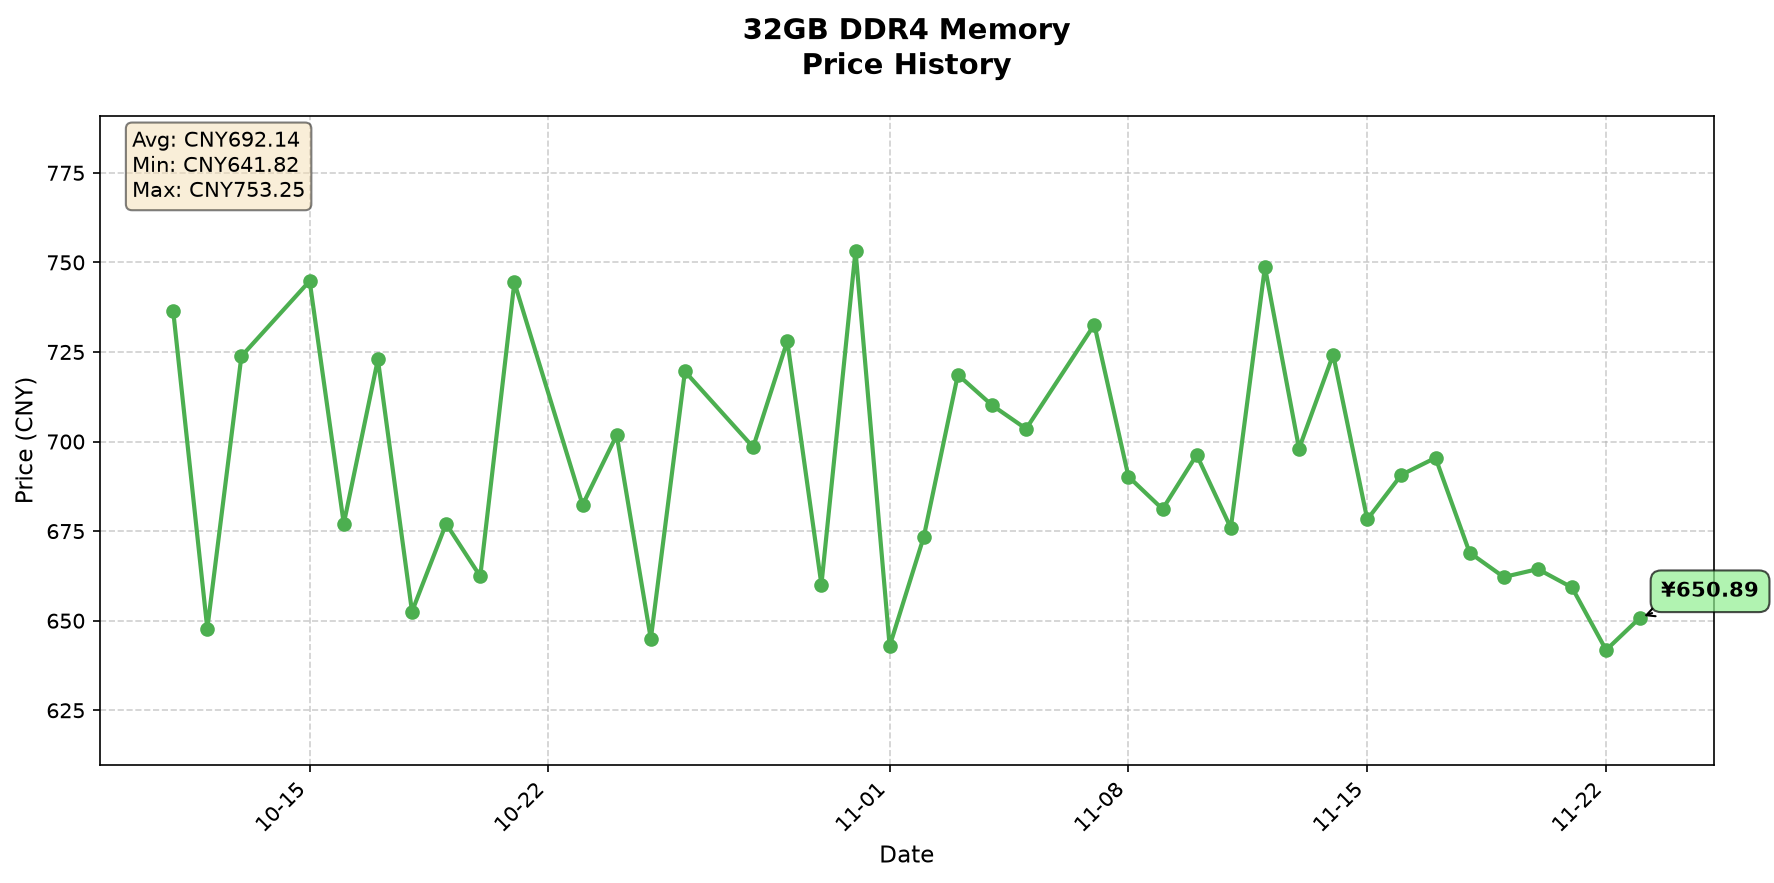 32GB DDR4 Memory
Price History
Avg: CNY692.14
Min: CNY641.82
Max: CNY753.25
775
750
725
700
675
650
625
Price (CNY)
¥650.89
10-15
10-22
11-01
11-08
11-15
11-22
Date